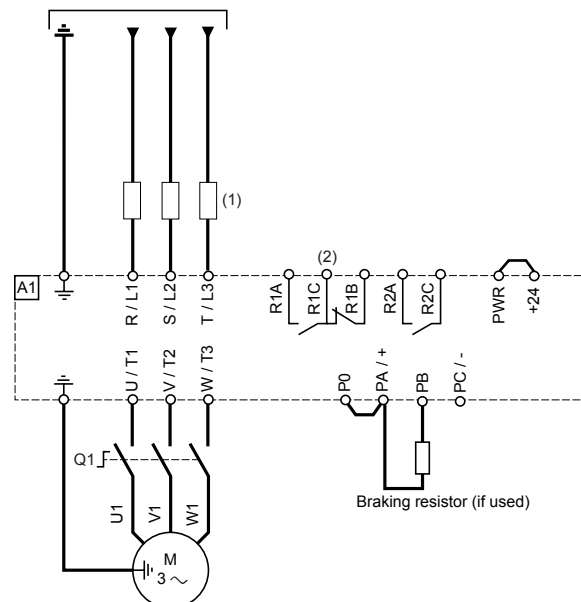 (1)
(2)
A1
R / L1
S / L2
T / L3
R1A
R1C
R1B
R2A
R2C
PWR
+24
U / T1
V / T2
W / T3
P0
PA / +
PB
PC / -
Q1
Braking resistor (if used)
U1
V1
W1
M
3 ~